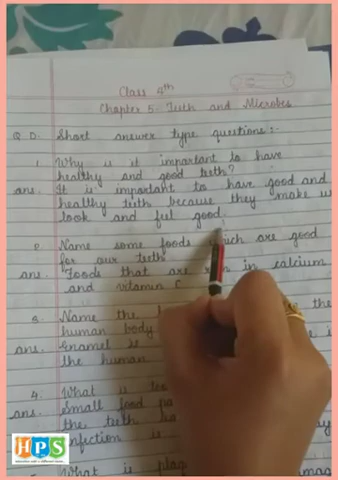 Class 4th
Chapter 5. Teeth and Microbes
Q D. Short answer type questions:-
1. Why is it important to have
healthy and good teeth?
ans. It is important to have good and
healthy teeth because they make us
look and feel good.
2. Name some foods which are good
for our teeth
ans. Foods that are in calcium
and vitamin C
3. Name the the
human body
ans. Enamel is
the human
4. What is
ans. Small food
the teeth
infection is
What is
HPS